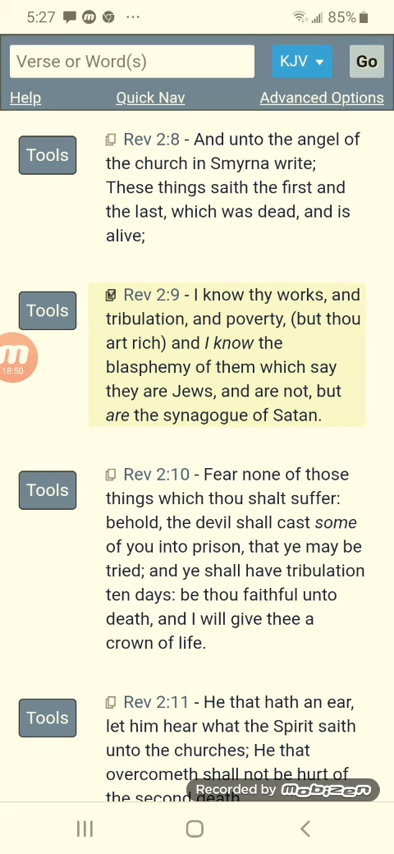 5:27 85%
Verse or Word(s) KJV Go
Help Quick Nav Advanced Options
Tools
Rev 2:8 - And unto the angel of
the church in Smyrna write;
These things saith the first and
the last, which was dead, and is
alive;
Tools
Rev 2:9 - I know thy works, and
tribulation, and poverty, (but thou
art rich) and I know the
blasphemy of them which say
they are Jews, and are not, but
are the synagogue of Satan.
m
18:50
Tools
Rev 2:10 - Fear none of those
things which thou shalt suffer:
behold, the devil shall cast some
of you into prison, that ye may be
tried; and ye shall have tribulation
ten days: be thou faithful unto
death, and I will give thee a
crown of life.
Tools
Rev 2:11 - He that hath an ear,
let him hear what the Spirit saith
unto the churches; He that
overcometh shall not be hurt of
the second death.
Recorded by mobizen